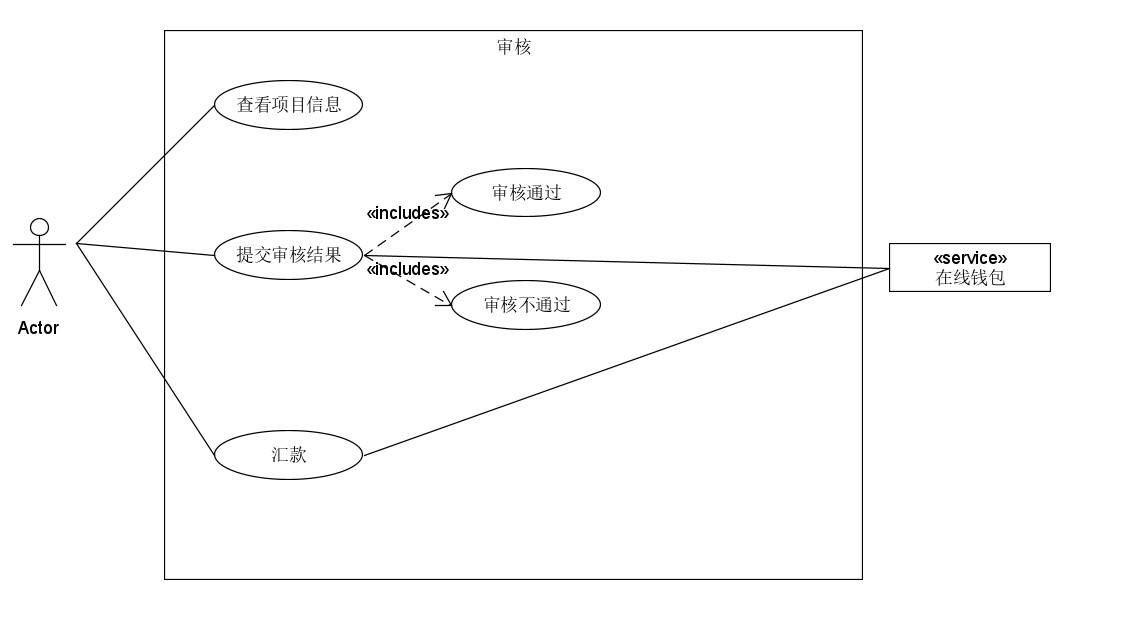 审核
查看项目信息
审核通过
«includes»
提交审核结果
«includes»
审核不通过
«service»
在线钱包
Actor
汇款